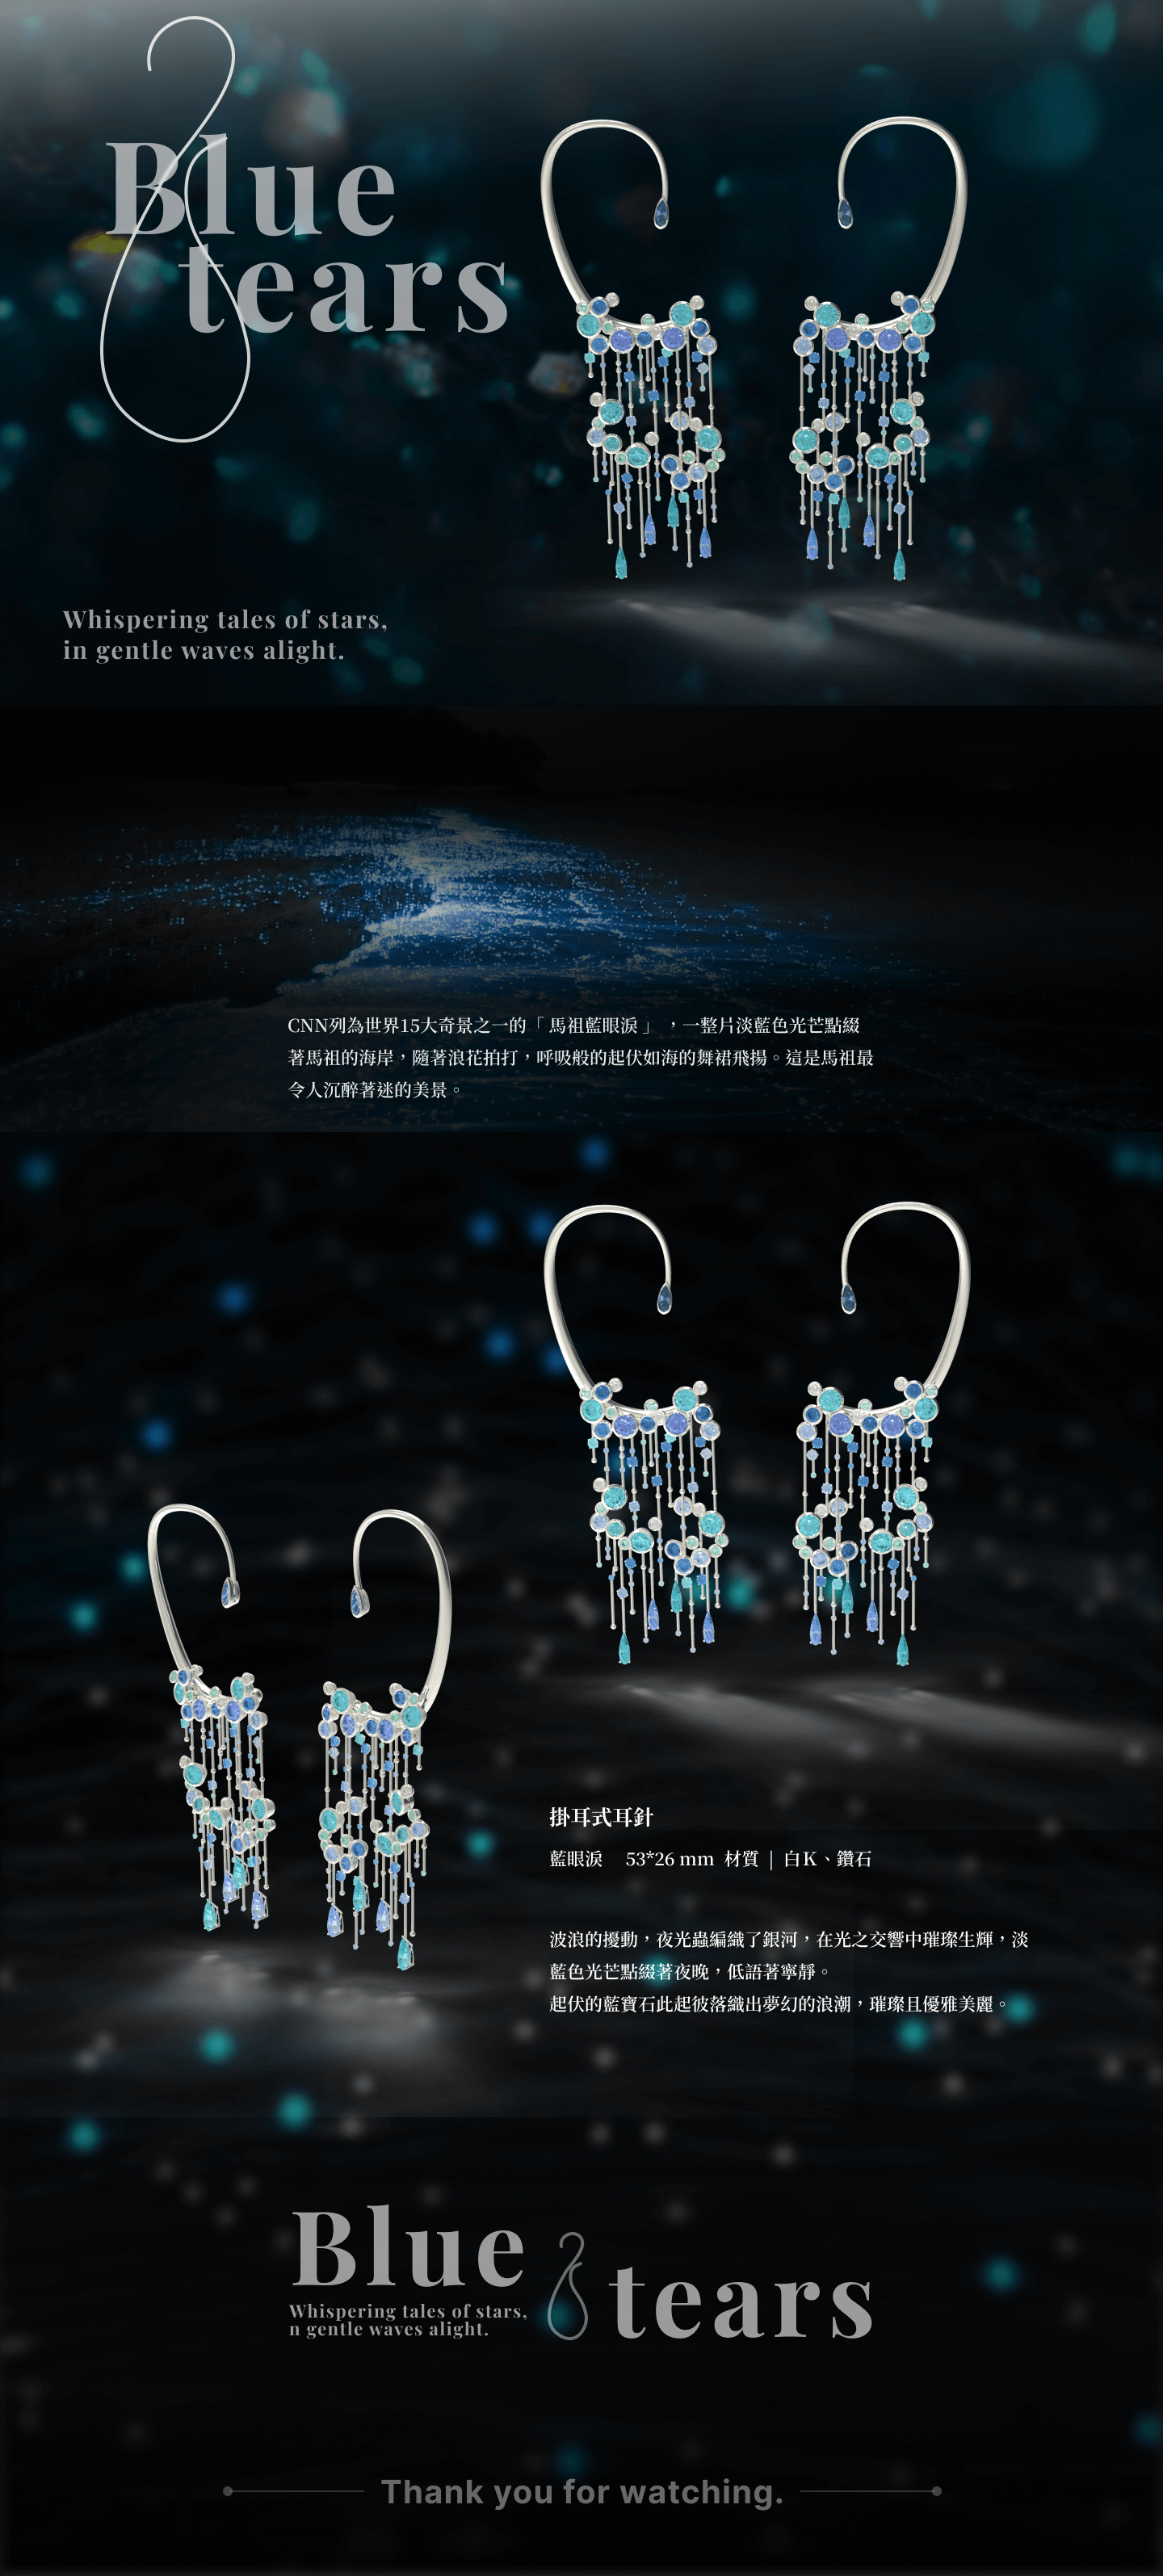 Blue
tears
Whispering tales of stars,
in gentle waves alight.
CNN列為世界15大奇景之一的「馬祖藍眼淚」，一整片淡藍色光芒點綴
著馬祖的海岸，隨著浪花拍打，呼吸般的起伏如海的舞裙飛揚。這是馬祖最
令人沉醉著迷的美景。
掛耳式耳針
藍眼淚 53*26 mm 材質｜白K、鑽石
波浪的擾動，夜光蟲編織了銀河，在光之交響中璀璨生輝，淡
藍色光芒點綴著夜晚，低語著寧靜。
起伏的藍寶石此起彼落織出夢幻的浪潮，璀璨且優雅美麗。
Blue
tears
Whispering tales of stars,
n gentle waves alight.
Thank you for watching.